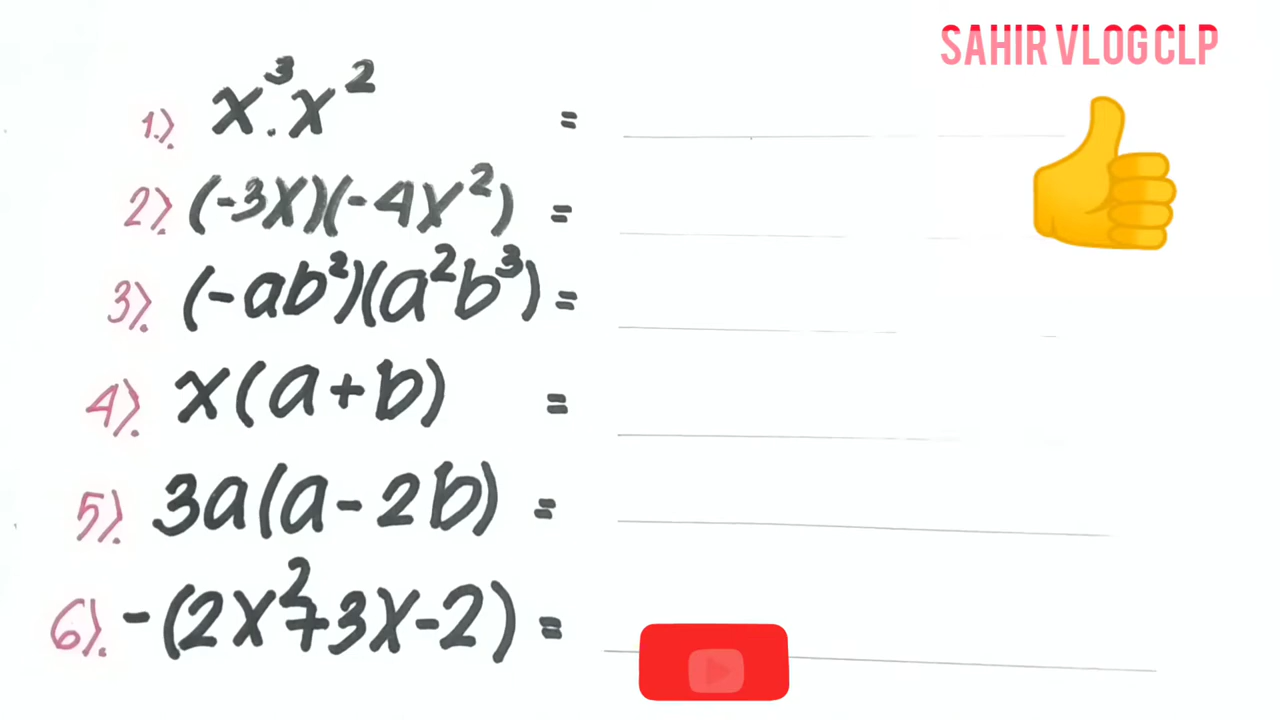 SAHIR VLOG CLP
1.) x³.x² =
2). (-3x)(-4x²) =
3). (-ab²)(a²b³) =
4). x(a+b) =
5). 3a(a-2b) =
6). -(2x²+3x-2) =